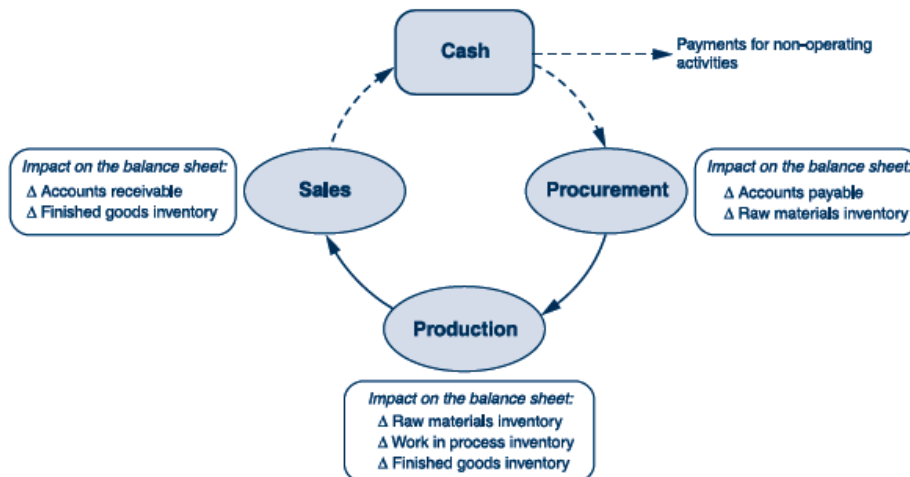 Cash
Payments for non-operating
activities
Impact on the balance sheet:
Δ Accounts receivable
Δ Finished goods inventory
Sales
Procurement
Impact on the balance sheet:
Δ Accounts payable
Δ Raw materials inventory
Production
Impact on the balance sheet:
Δ Raw materials inventory
Δ Work in process inventory
Δ Finished goods inventory